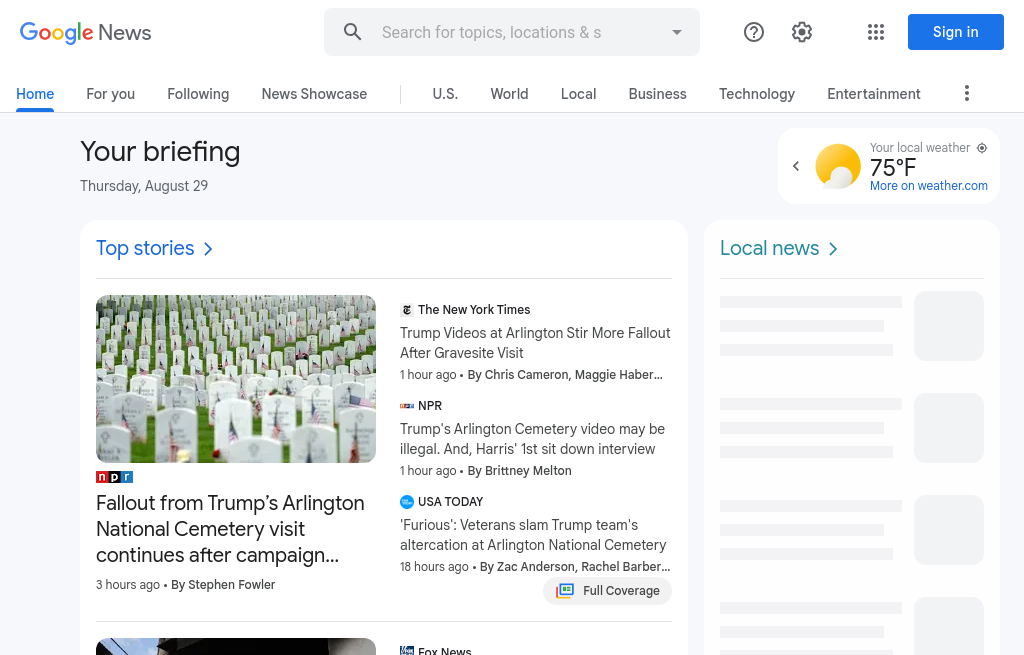 Google News
Search for topics, locations & s
Sign in
Home
For you
Following
News Showcase
U.S.
World
Local
Business
Technology
Entertainment
Your briefing
Thursday, August 29
Your local weather
75°F
More on weather.com
Top stories
Local news
npr
Fallout from Trump's Arlington
National Cemetery visit
continues after campaign...
3 hours ago • By Stephen Fowler
The New York Times
Trump Videos at Arlington Stir More Fallout
After Gravesite Visit
1 hour ago • By Chris Cameron, Maggie Haber...
NPR
Trump's Arlington Cemetery video may be
illegal. And, Harris' 1st sit down interview
1 hour ago • By Brittney Melton
USA TODAY
'Furious': Veterans slam Trump team's
altercation at Arlington National Cemetery
18 hours ago • By Zac Anderson, Rachel Barber...
Full Coverage
Fox News